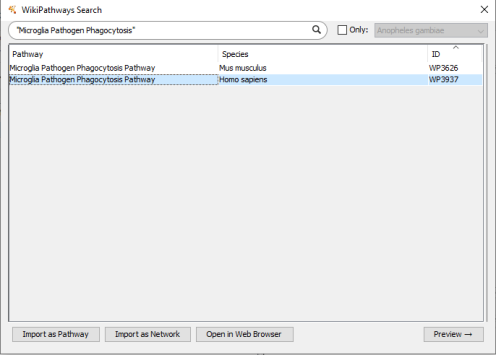 WikiPathways Search
"Microglia Pathogen Phagocytosis"
Only: Anopheles gambiae
Pathway Species ID
Microglia Pathogen Phagocytosis Pathway Mus musculus WP3626
Microglia Pathogen Phagocytosis Pathway Homo sapiens WP3937
Import as Pathway Import as Network Open in Web Browser Preview →